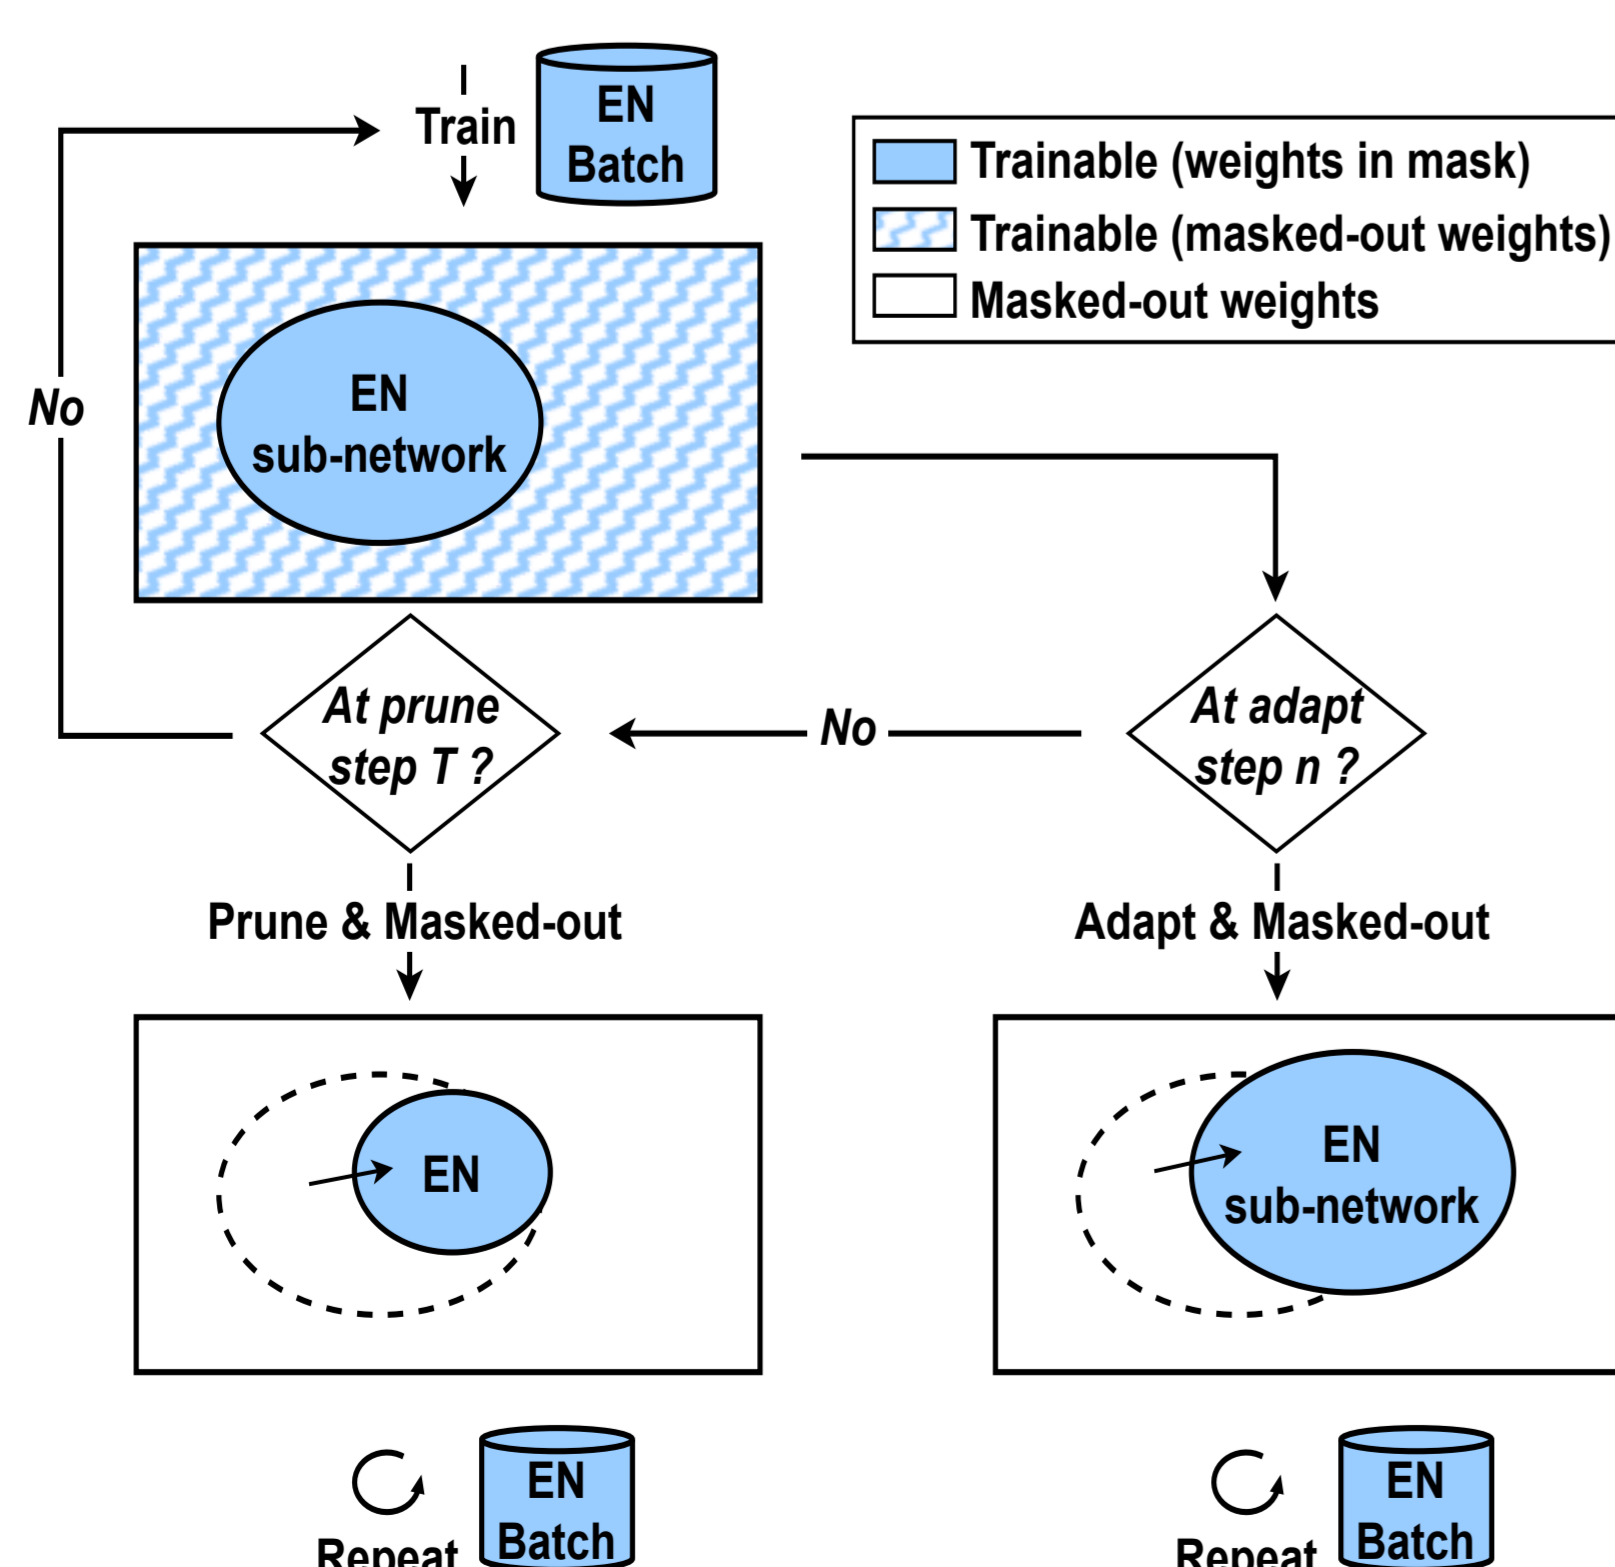 Train
EN
Batch
Trainable (weights in mask)
Trainable (masked-out weights)
Masked-out weights
No
EN
sub-network
At prune
step T ?
No
At adapt
step n ?
Prune & Masked-out
Adapt & Masked-out
EN
EN
sub-network
Repeat
EN
Batch
Repeat
EN
Batch